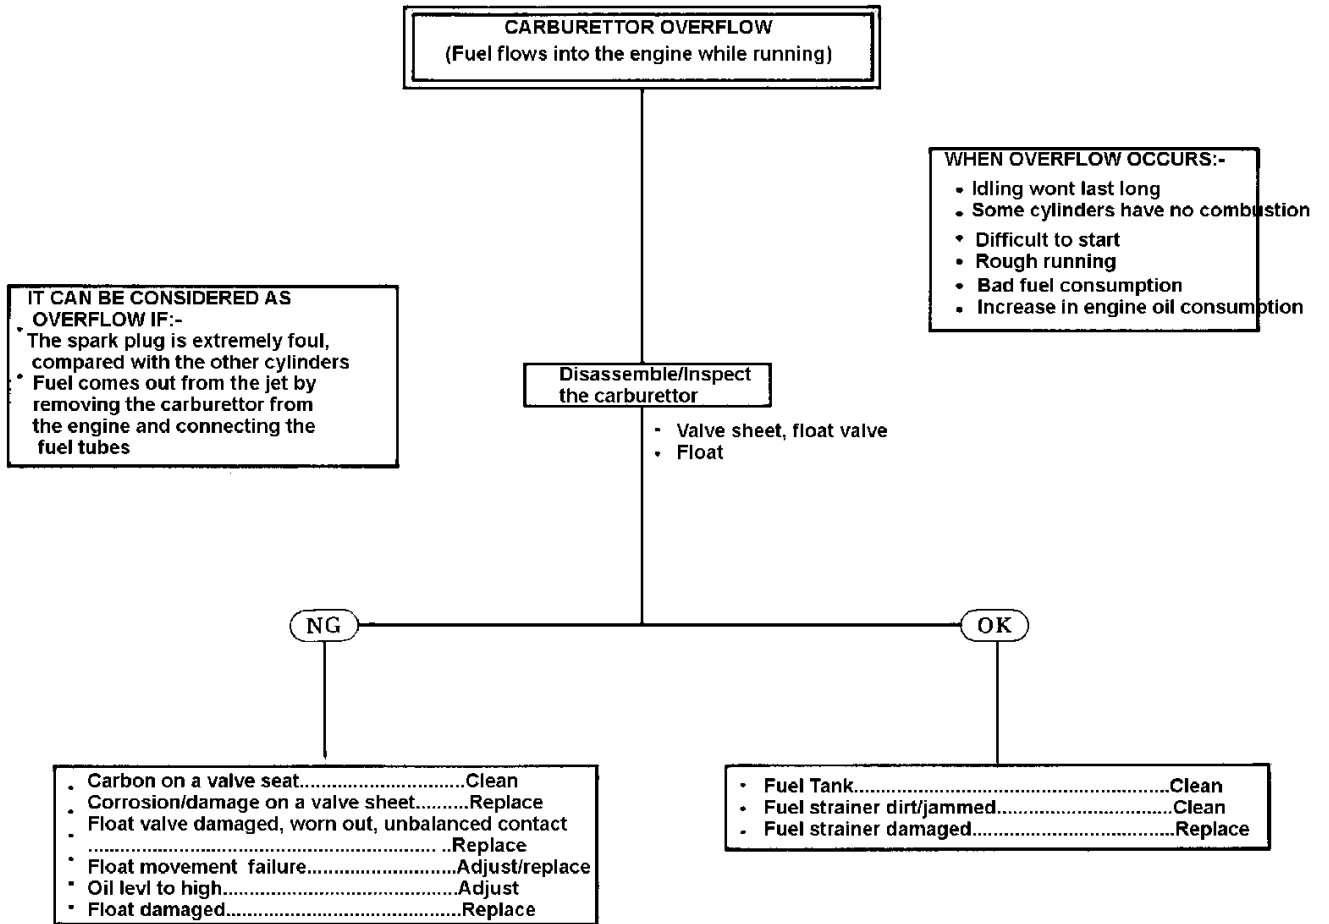 CARBURETTOR OVERFLOW
(Fuel flows into the engine while running)
WHEN OVERFLOW OCCURS:-
• Idling wont last long
• Some cylinders have no combustion
• Difficult to start
• Rough running
• Bad fuel consumption
• Increase in engine oil consumption
IT CAN BE CONSIDERED AS
OVERFLOW IF:-
• The spark plug is extremely foul,
compared with the other cylinders
• Fuel comes out from the jet by
removing the carburettor from
the engine and connecting the
fuel tubes
Disassemble/Inspect
the carburettor
• Valve sheet, float valve
• Float
NG
OK
• Carbon on a valve seat.................................Clean
• Corrosion/damage on a valve sheet..........Replace
• Float valve damaged, worn out, unbalanced contact
• ..................................................................... ..Replace
• Float movement failure..............................Adjust/replace
• Oil levl to high..............................................Adjust
• Float damaged..............................................Replace
• Fuel Tank..............................................................Clean
• Fuel strainer dirt/jammed..................................Clean
• Fuel strainer damaged........................................Replace